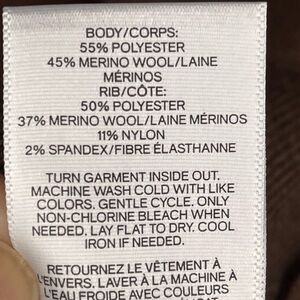 BODY/CORPS:
55% POLYESTER
45% MERINO WOOL/LAINE
MÉRINOS
RIB/CÔTE:
50% POLYESTER
37% MERINO WOOL/LAINE MÉRINOS
11% NYLON
2% SPANDEX/FIBRE ÉLASTHANNE
TURN GARMENT INSIDE OUT.
MACHINE WASH COLD WITH LIKE
COLORS. GENTLE CYCLE. ONLY
NON-CHLORINE BLEACH WHEN
NEEDED. LAY FLAT TO DRY. COOL
IRON IF NEEDED.
RETOURNEZ LE VÊTEMENT À
L'ENVERS. LAVER À LA MACHINE À
L'EAU FROIDE AVEC COULEURS